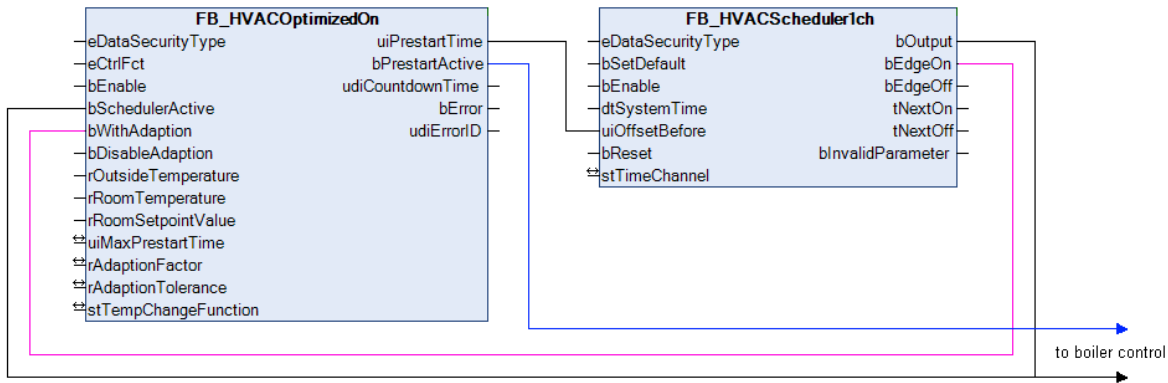 FB_HVACOptimizedOn
eDataSecurityType uiPrestartTime
eCtrlFct bPrestartActive
bEnable udiCountdownTime
bSchedulerActive bError
bWithAdaption udiErrorID
bDisableAdaption
rOutsideTemperature
rRoomTemperature
rRoomSetpointValue
uiMaxPrestartTime
rAdaptionFactor
rAdaptionTolerance
stTempChangeFunction
FB_HVACScheduler1ch
eDataSecurityType bOutput
bSetDefault bEdgeOn
bEnable bEdgeOff
dtSystemTime tNextOn
uiOffsetBefore tNextOff
bReset bInvalidParameter
stTimeChannel
to boiler control